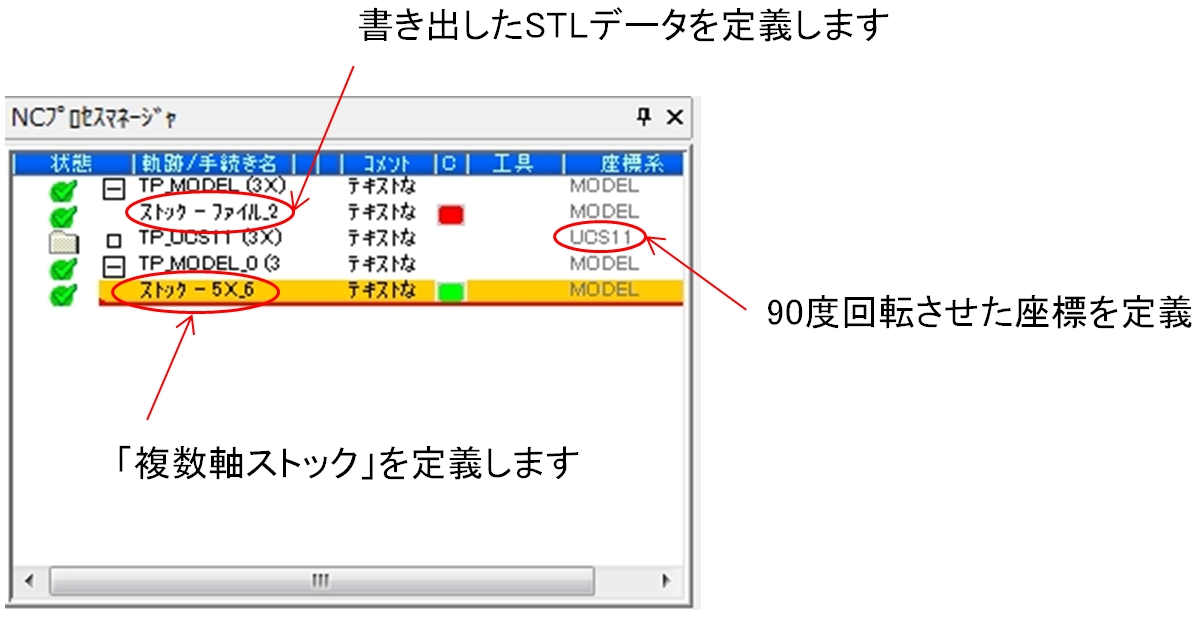 書き出したSTLデータを定義します
NCプロセスマネージャ
状態 軌跡/手続き名 コメント C 工具 座標系
TP_MODEL (3X) テキストな MODEL
ストック - ファイル_2 テキストな MODEL
TP_UCS11 (3X) テキストな UCS11
TP_MODEL_0 (3 テキストな MODEL
ストック - 5X_6 テキストな MODEL
90度回転させた座標を定義
「複数軸ストック」を定義します